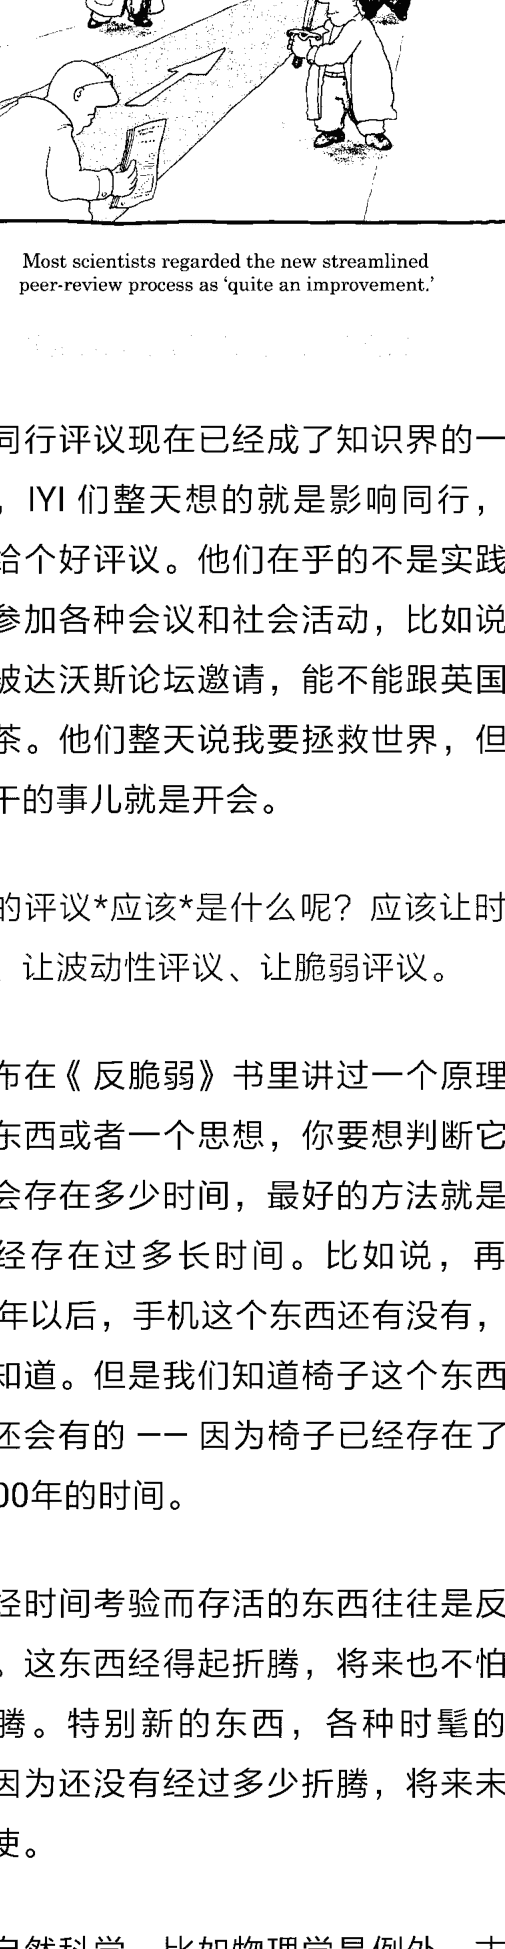 Most scientists regarded the new streamlined
peer-review process as ‘quite an improvement.’
同行评议现在已经成了知识界的一
，IYI 们整天想的就是影响同行，
给个好评议。他们在乎的不是实践
参加各种会议和社会活动，比如说
被达沃斯论坛邀请，能不能跟英国
茶。他们整天说我要拯救世界，但
干的事儿就是开会。
的评议*应该*是什么呢？应该让时
、让波动性评议、让脆弱评议。
布在《 反脆弱》书里讲过一个原理
东西或者一个思想，你要想判断它
会存在多少时间，最好的方法就是
经存在过多长时间。比如说，再
年以后，手机这个东西还有没有，
知道。但是我们知道椅子这个东西
还会有的 —— 因为椅子已经存在了
00年的时间。
经时间考验而存活的东西往往是反
。这东西经得起折腾，将来也不怕
腾。特别新的东西，各种时髦的
因为还没有经过多少折腾，将来未
使。
自然科学，比如物理学是例外，